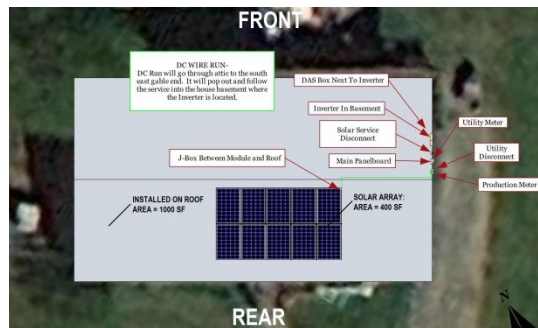 FRONT
DC WIRE RUN-
DC Run will go through attic to the south
east gable end. It will pop out and follow
the service into the house basement where
the Inverter is located.
DAS Box Next To Inverter
Inverter In Basement
Solar Service
Disconnect
Utility Meter
Main Panelboard
Utility
Disconnect
J-Box Between Module and Roof
Production Meter
INSTALLED ON ROOF
AREA = 1000 SF
SOLAR ARRAY:
AREA = 400 SF
REAR